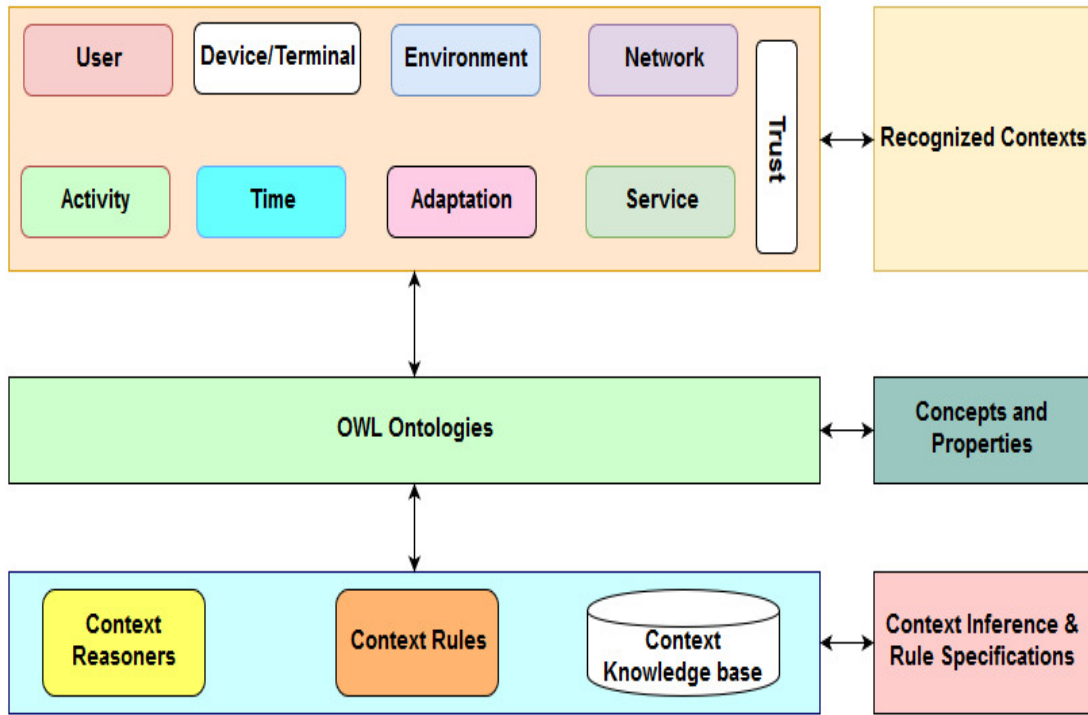 User
Device/Terminal
Environment
Network
Trust
Recognized Contexts
Activity
Time
Adaptation
Service
OWL Ontologies
Concepts and
Properties
Context
Reasoners
Context Rules
Context
Knowledge base
Context Inference &
Rule Specifications